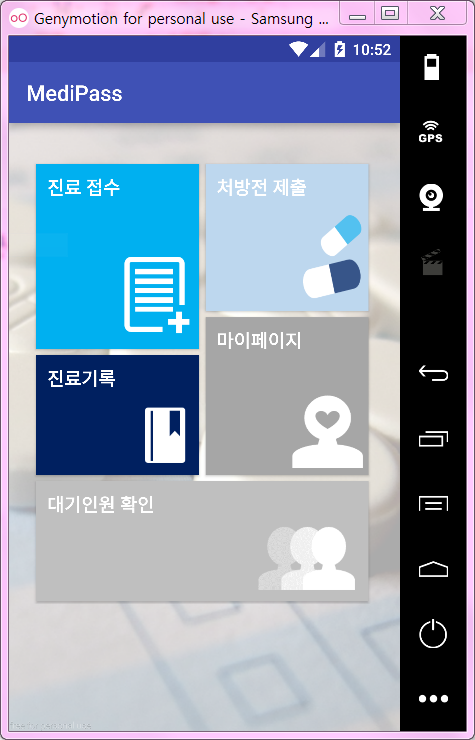 Genymotion for personal use - Samsung ...
10:52
MediPass
GPS
진료 접수
처방전 제출
마이페이지
진료기록
대기인원 확인